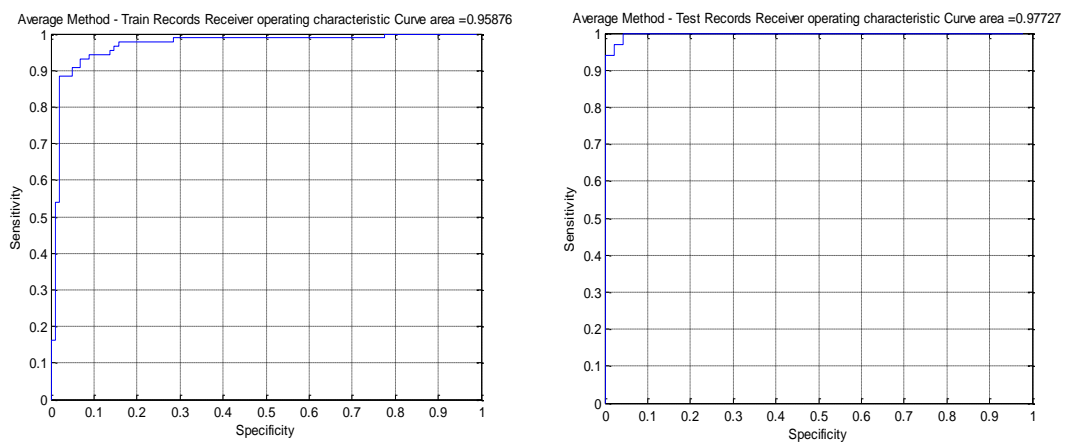 Average Method - Train Records Receiver operating characteristic Curve area =0.95876
1
0.9
0.8
0.7
0.6
0.5
0.4
0.3
0.2
0.1
0
Sensitivity
0 0.1 0.2 0.3 0.4 0.5 0.6 0.7 0.8 0.9 1
Specificity
Average Method - Test Records Receiver operating characteristic Curve area =0.97727
1
0.9
0.8
0.7
0.6
0.5
0.4
0.3
0.2
0.1
0
Sensitivity
0 0.1 0.2 0.3 0.4 0.5 0.6 0.7 0.8 0.9 1
Specificity